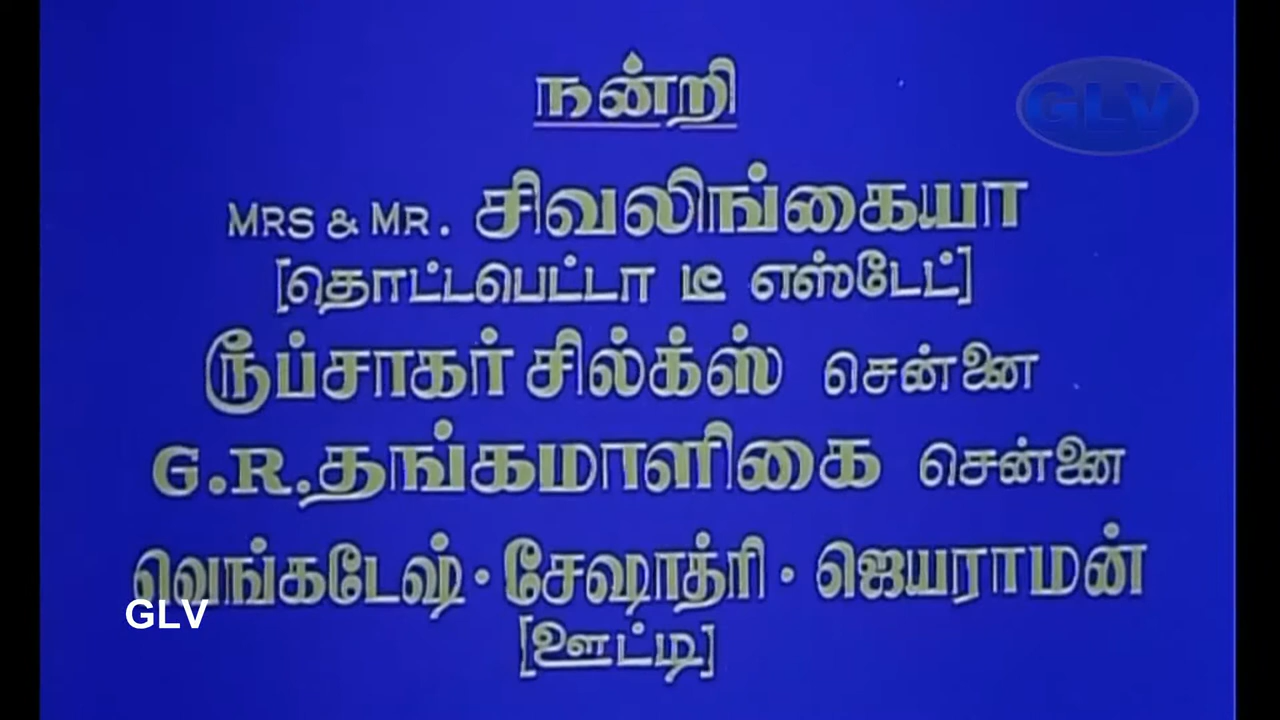 நன்றி
GLV
MRS & MR. சிவலிங்கையா
[தொட்டபெட்டா டீ எஸ்டேட்]
ரூப்சாகர் சில்க்ஸ் சென்னை
G.R.தங்கமாளிகை சென்னை
வெங்கடேஷ் · சேஷாத்ரி · ஜெயராமன்
GLV
[ஊட்டி]